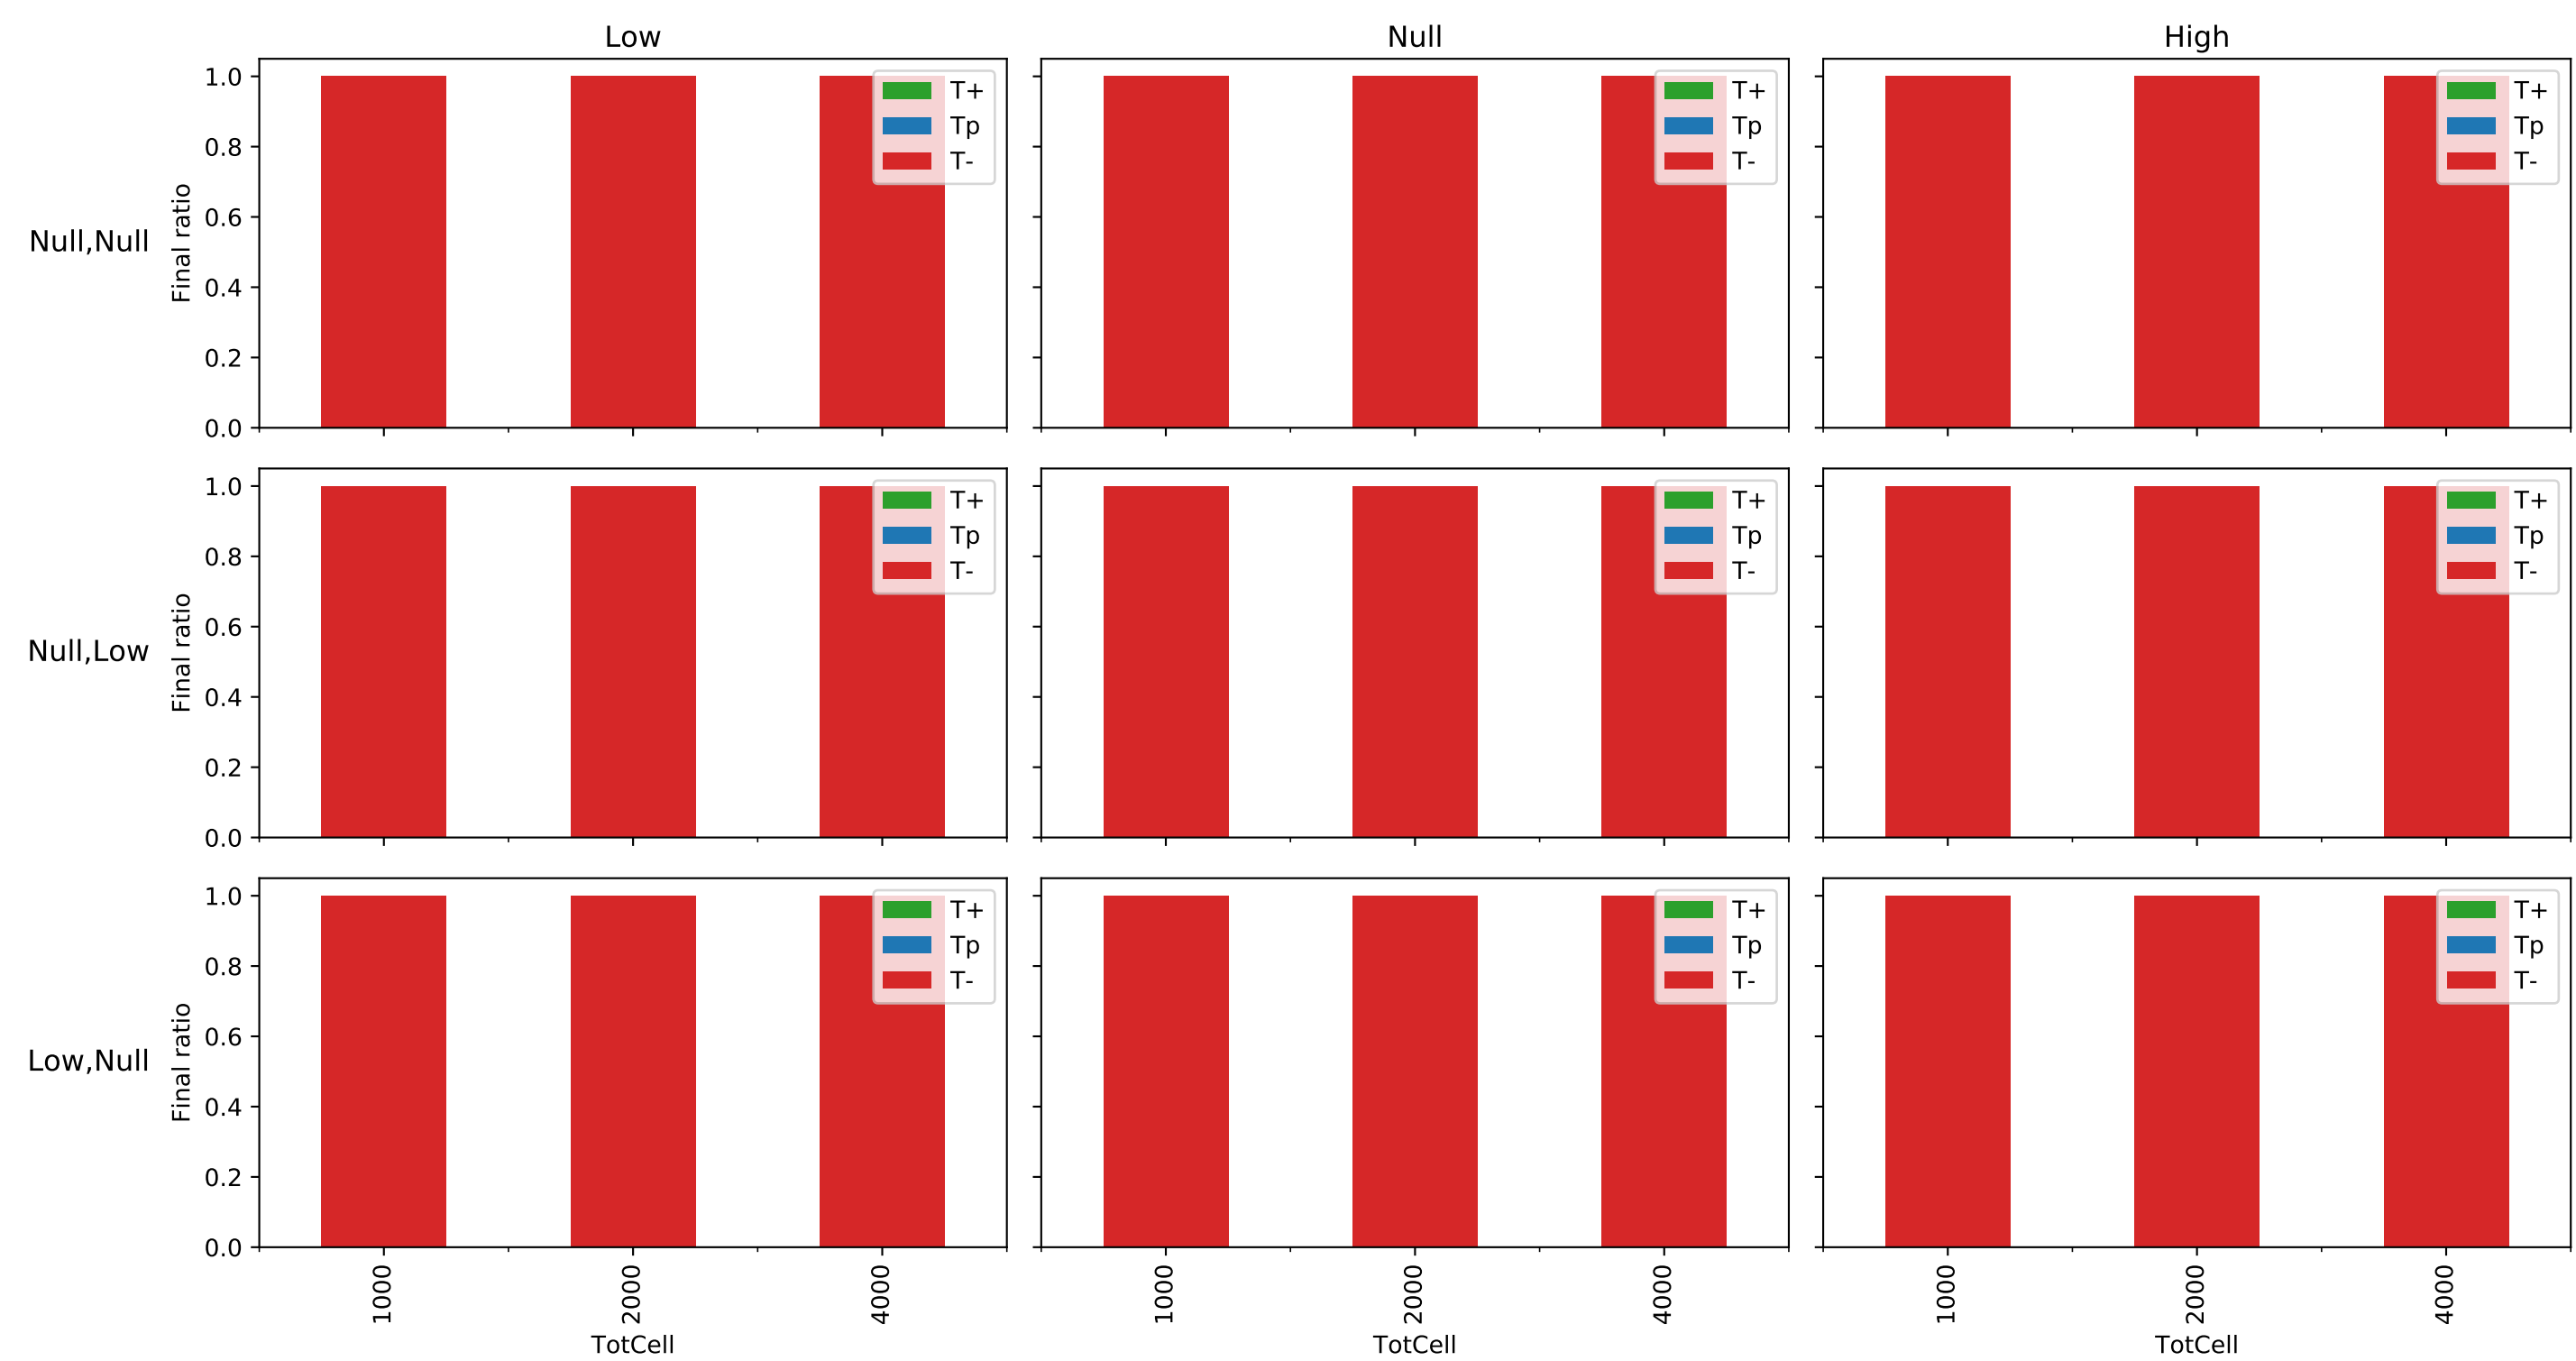 Low Null High
Null,Null
Final ratio
1.0
0.8
0.6
0.4
0.2
0.0
T+
Tp
T-
T+
Tp
T-
T+
Tp
T-
Null,Low
Final ratio
1.0
0.8
0.6
0.4
0.2
0.0
T+
Tp
T-
T+
Tp
T-
T+
Tp
T-
Low,Null
Final ratio
1.0
0.8
0.6
0.4
0.2
0.0
T+
Tp
T-
T+
Tp
T-
T+
Tp
T-
1000 2000 4000 1000 2000 4000 1000 2000 4000
TotCell TotCell TotCell